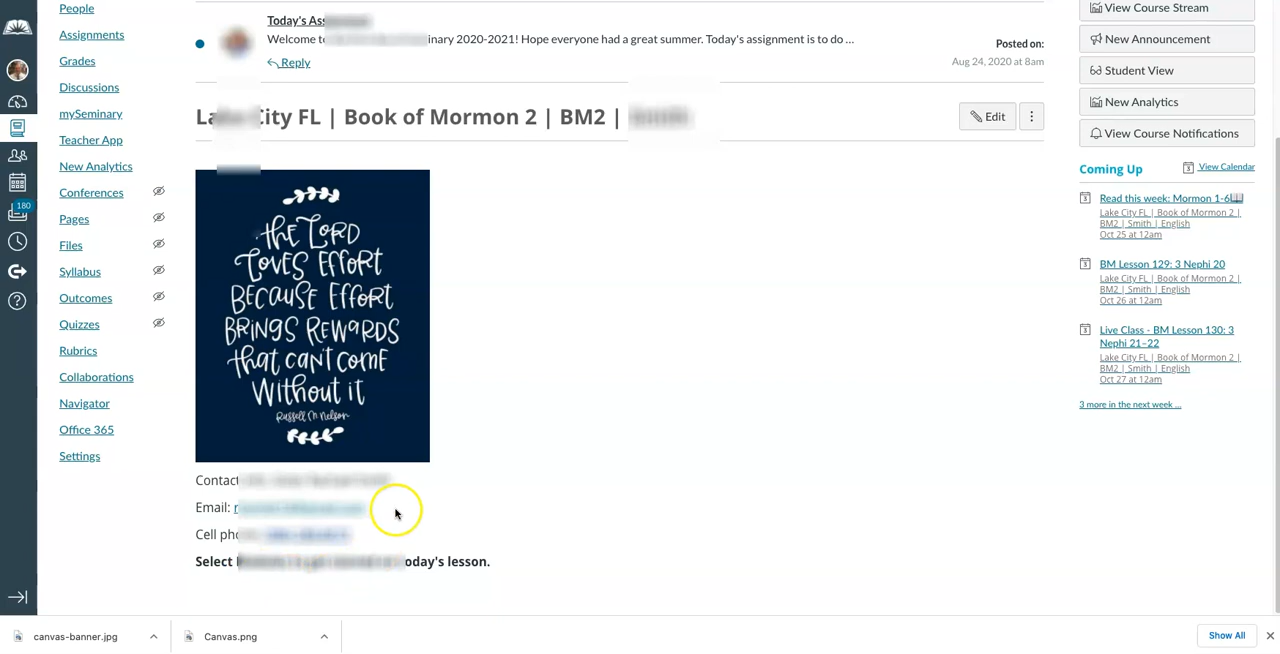 People
Assignments
Grades
Discussions
mySeminary
Teacher App
New Analytics
Conferences
Pages
Files
Syllabus
Outcomes
Quizzes
Rubrics
Collaborations
Navigator
Office 365
Settings
180
Today's
Welcome 2020-2021! Hope everyone had a great summer. Today's assignment is to do ...
Reply
Posted on:
Aug 24, 2020 at 8am
City FL | Book of Mormon 2 | BM2 |
Edit
the LORD
LOVES EFFORT
BECAUSE EFFORT
BRINGS REWARDS
that can't come
Without it
Russell M Nelson
Contact
Email:
Cell
Select today's lesson.
View Course Stream
New Announcement
Student View
New Analytics
View Course Notifications
Coming Up
View Calendar
Read this week: Mormon 1-6
Lake City FL | Book of Mormon 2 |
BM2 | Smith | English
Oct 25 at 12am
BM Lesson 129: 3 Nephi 20
Lake City FL | Book of Mormon 2 |
BM2 | Smith | English
Oct 26 at 12am
Live Class - BM Lesson 130: 3
Nephi 21–22
Lake City FL | Book of Mormon 2 |
BM2 | Smith | English
Oct 27 at 12am
3 more in the next week ...
canvas-banner.jpg
Canvas.png
Show All